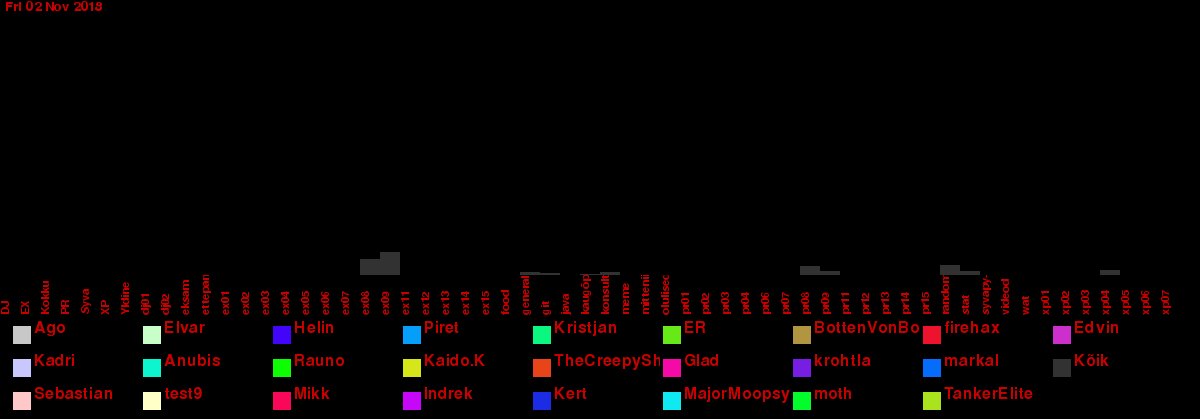 Fri 02 Nov 2018
DJ EX Kokku PR Syva XP Ykline dj01 dj02 eksam ettepan ex01 ex02 ex03 ex04 ex05 ex06 ex07 ex08 ex09 ex11 ex12 ex13 ex14 ex15 food general git java kaugõp konsult meme mittenii olulisec pr01 pr02 pr03 pr04 pr06 pr07 pr08 pr09 pr11 pr12 pr13 pr14 pr15 random stat syvapy- videod wat xp01 xp02 xp03 xp04 xp05 xp06 xp07
Ago Elvar Helin Piret Kristjan ER BottenVonBo firehax Edvin
Kadri Anubis Rauno Kaido.K TheCreepySh Glad krohtla markal Kõik
Sebastian test9 Mikk Indrek Kert MajorMoopsy moth TankerElite